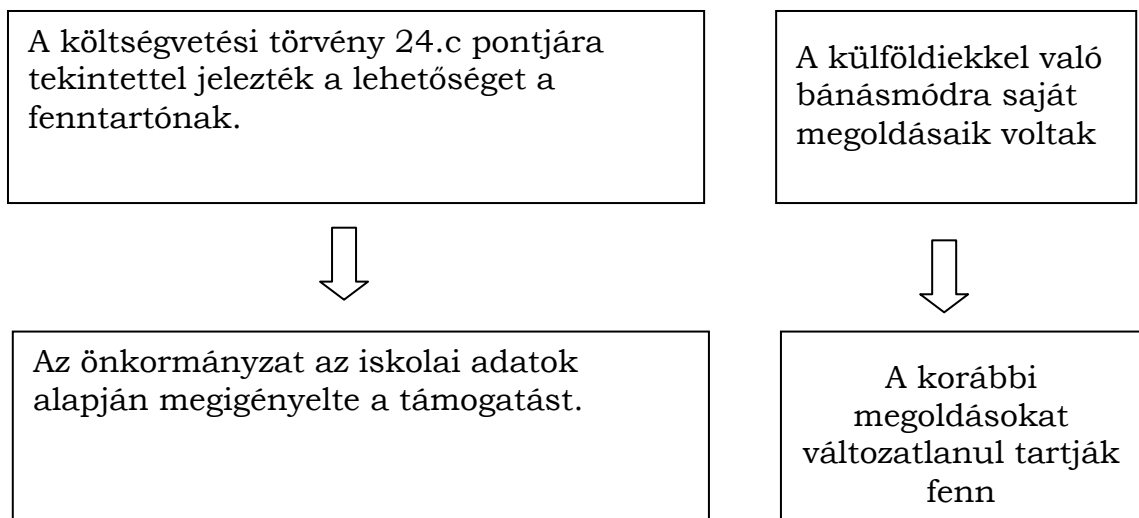 A költségvetési törvény 24.c pontjára
tekintettel jelezték a lehetőséget a
fenntartónak.
A külföldiekkel való
bánásmódra saját
megoldásaik voltak
Az önkormányzat az iskolai adatok
alapján megigényelte a támogatást.
A korábbi
megoldásokat
változatlanul tartják
fenn